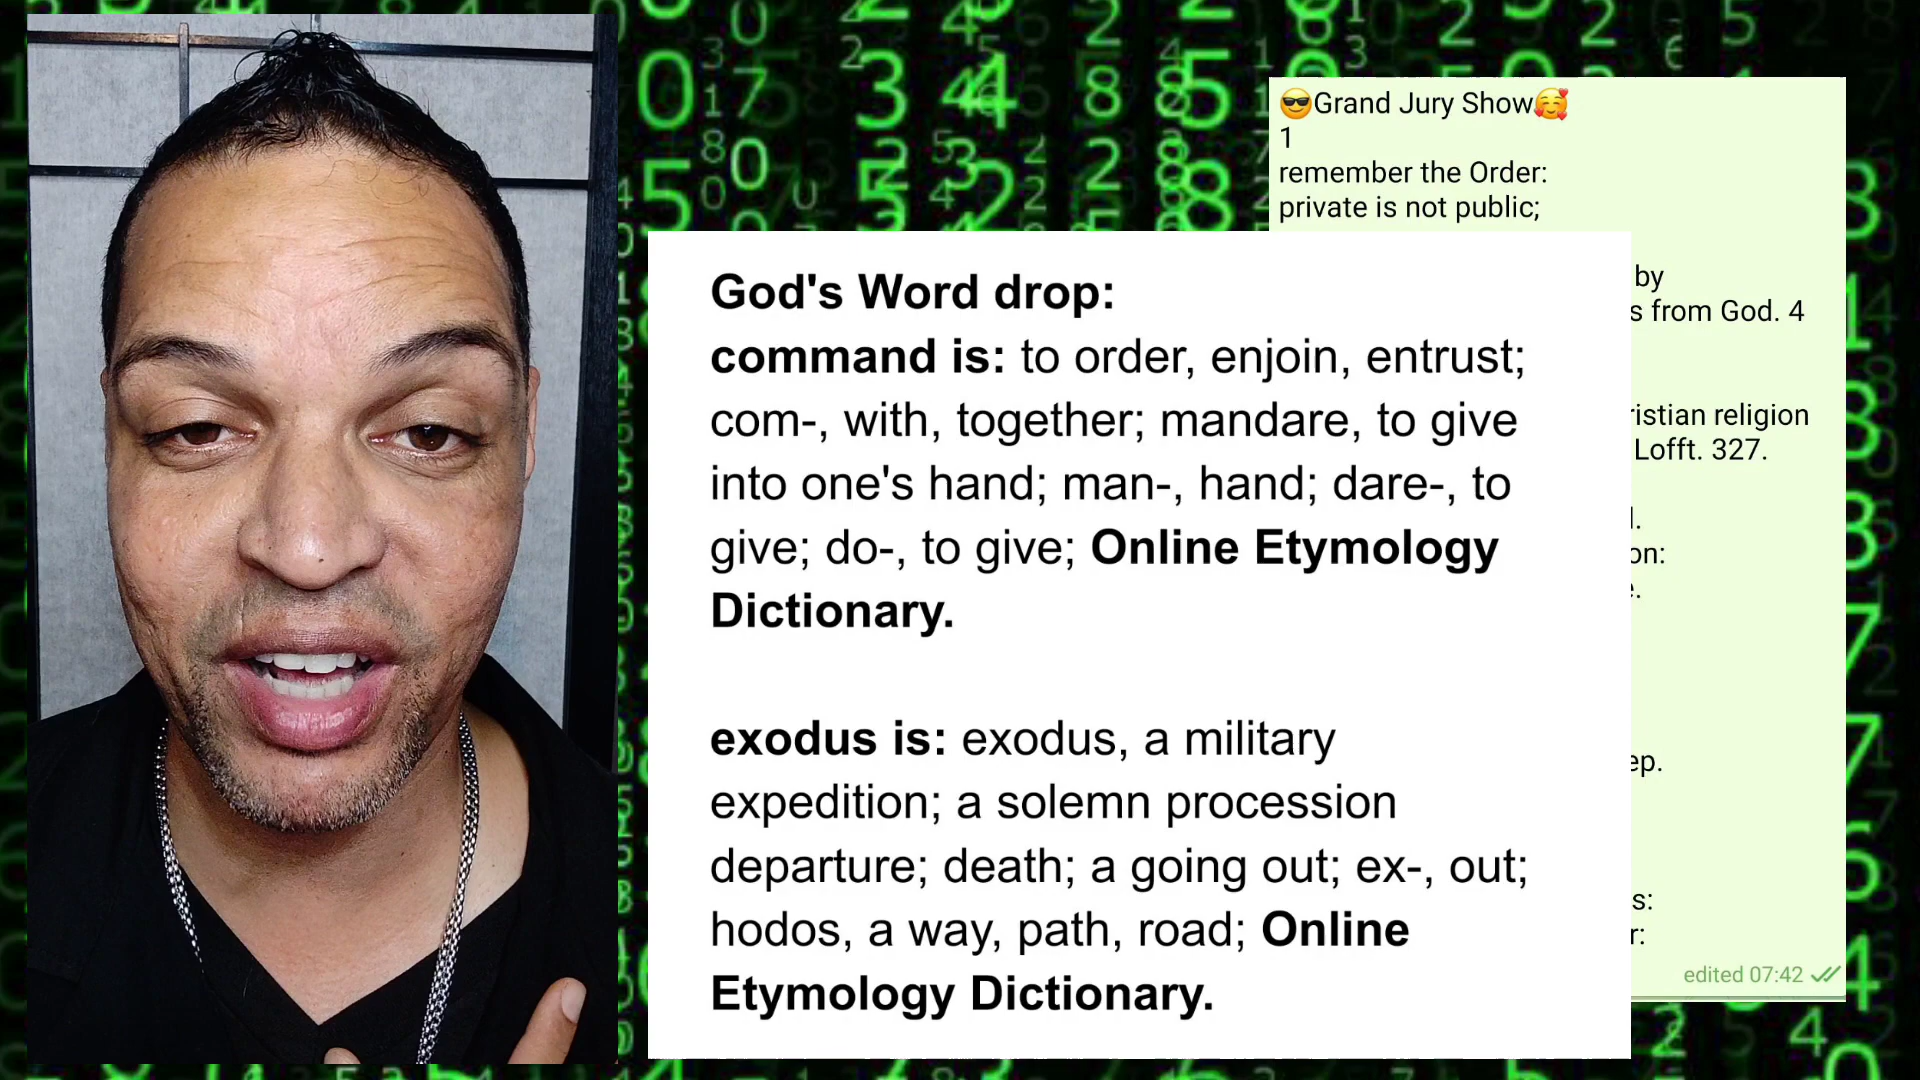 😎Grand Jury Show🥰
1
remember the Order:
private is not public;
by
from God. 4
religion
Lofft. 327.
God's Word drop:
command is: to order, enjoin, entrust;
com-, with, together; mandare, to give
into one's hand; man-, hand; dare-, to
give; do-, to give; Online Etymology
Dictionary.
exodus is: exodus, a military
expedition; a solemn procession
departure; death; a going out; ex-, out;
hodos, a way, path, road; Online
Etymology Dictionary.
edited 07:42